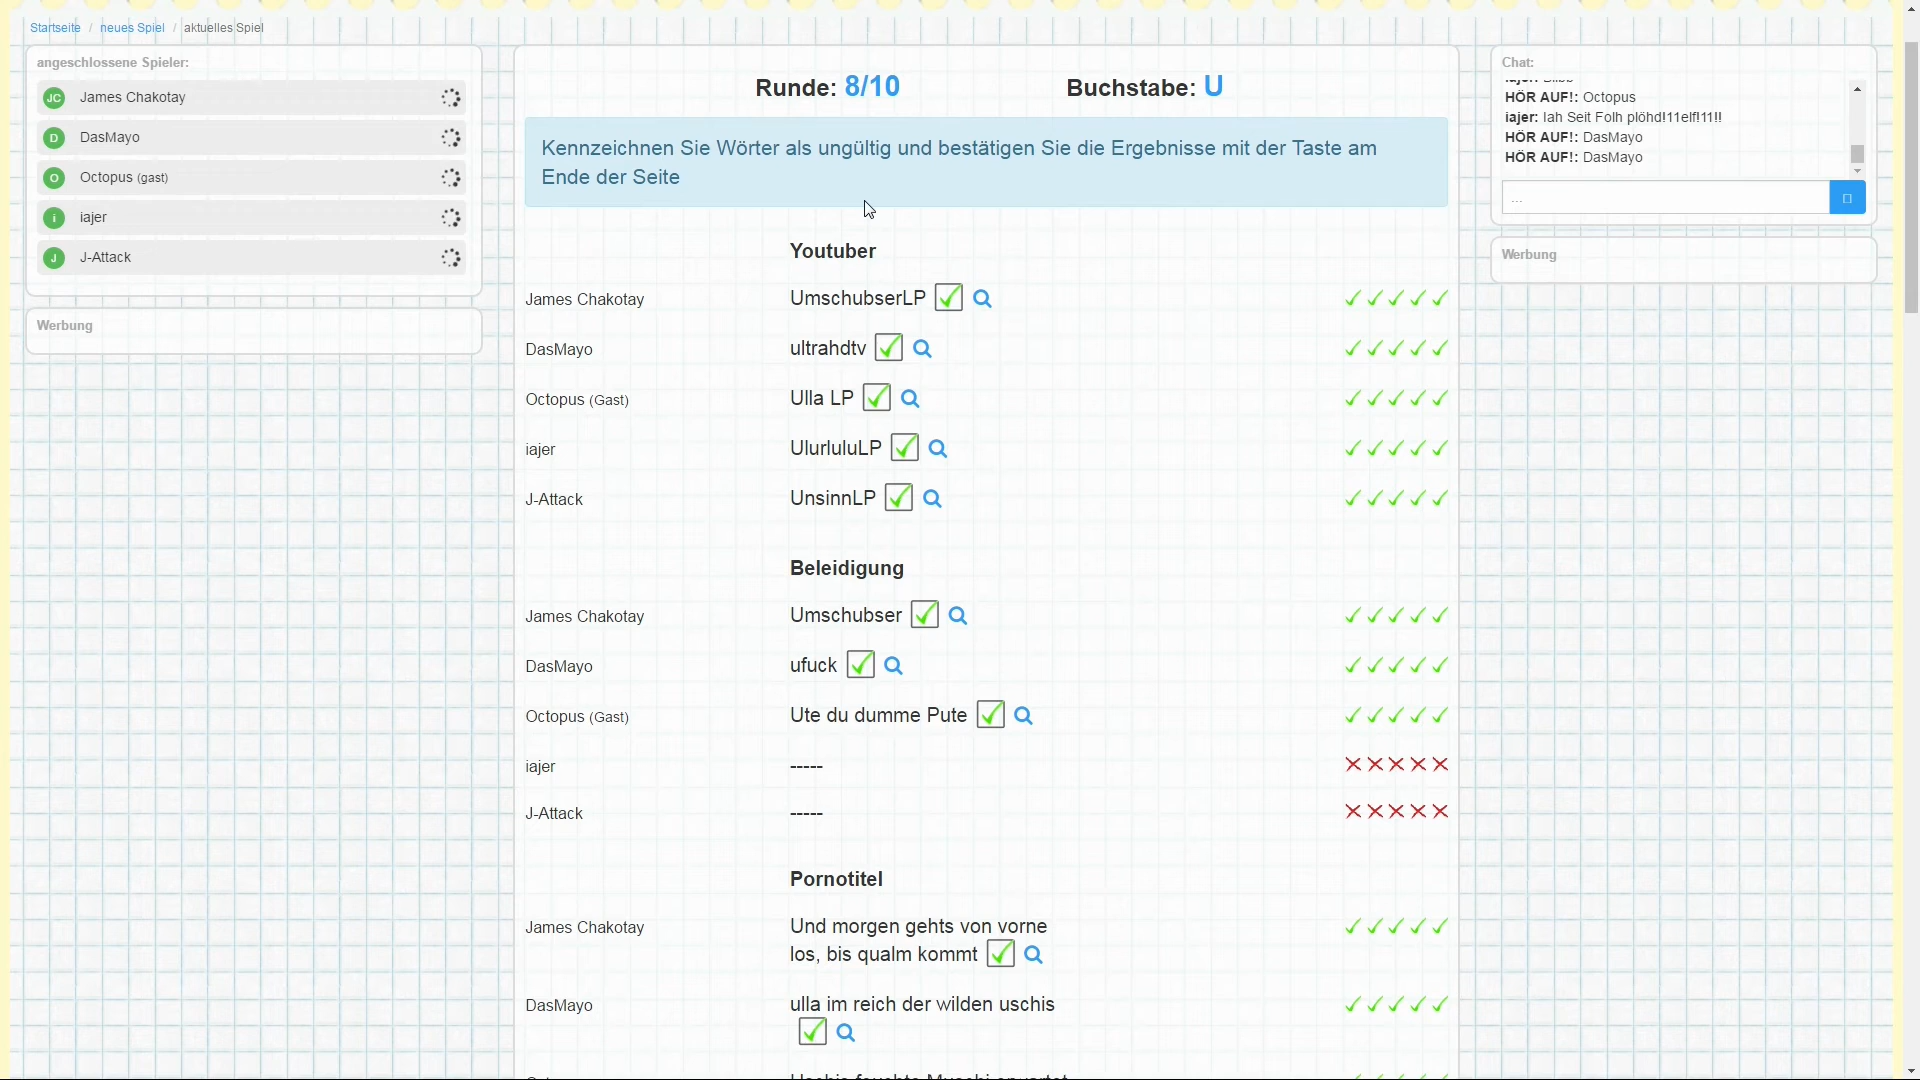 Startseite / neues Spiel / aktuelles Spiel
angeschlossene Spieler:
JC James Chakotay
D DasMayo
O Octopus (gast)
i iajer
J J-Attack
Werbung
Runde: 8/10 Buchstabe: U
Kennzeichnen Sie Wörter als ungültig und bestätigen Sie die Ergebnisse mit der Taste am
Ende der Seite
Youtuber
James Chakotay UmschubserLP
DasMayo ultrahdtv
Octopus (Gast) Ulla LP
iajer UlurluluLP
J-Attack UnsinnLP
Beleidigung
James Chakotay Umschubser
DasMayo ufuck
Octopus (Gast) Ute du dumme Pute
iajer -----
J-Attack -----
Pornotitel
James Chakotay Und morgen gehts von vorne
los, bis qualm kommt
DasMayo ulla im reich der wilden uschis
Chat:
HÖR AUF!: Octopus
iajer: Iah Seit Folh plöhd!11elf!11!!
HÖR AUF!: DasMayo
HÖR AUF!: DasMayo
...
Werbung